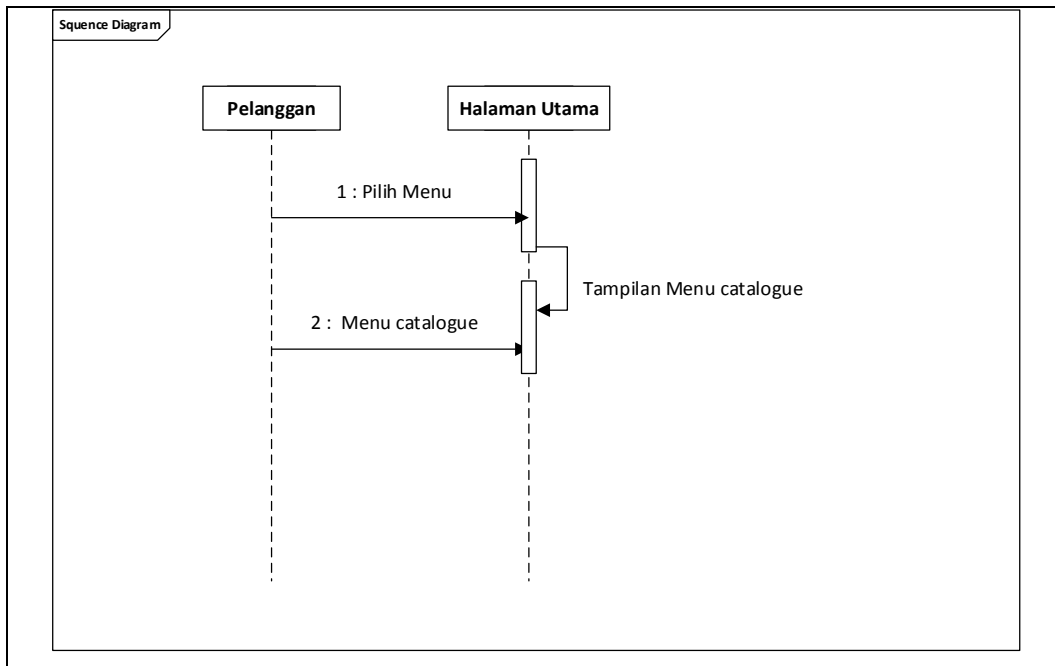 Squence Diagram
Pelanggan
Halaman Utama
1 : Pilih Menu
Tampilan Menu catalogue
2 :  Menu catalogue